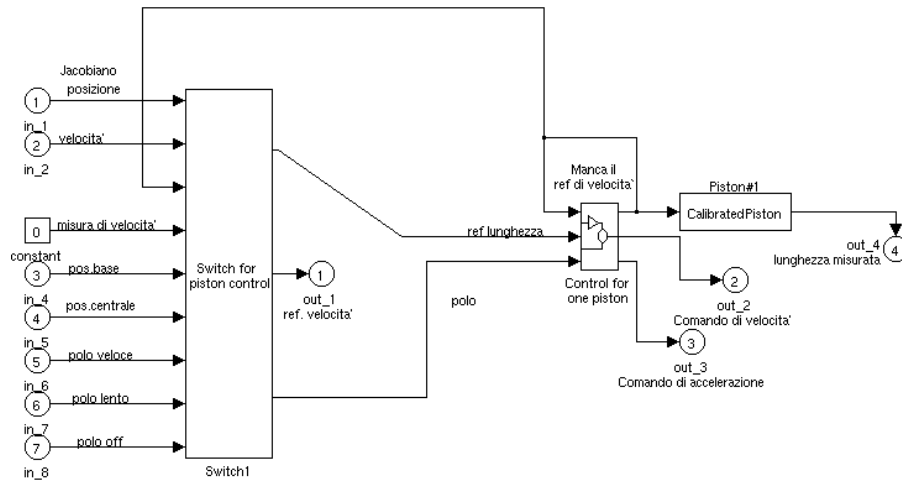 Jacobiano
posizione
1
in_1
velocita'
2
in_2
misura di velocita'
0
constant
3
pos.base
in_4
4
pos.centrale
in_5
5
polo veloce
in_6
6
polo lento
in_7
7
polo off
in_8
Switch for
piston control
Switch1
1
out_1
ref. velocita'
ref lunghezza
polo
Manca il
ref di velocita`
Control for
one piston
Piston#1
CalibratedPiston
out_4
lunghezza misurata
4
2
out_2
Comando di velocita'
3
out_3
Comando di accelerazione